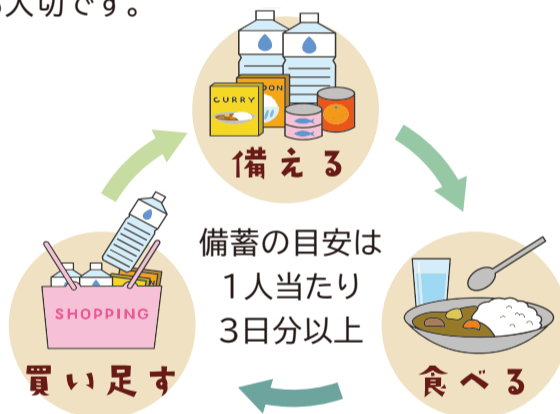 大切です。
CURRY
備える
備蓄の目安は
1人当たり
3日分以上
SHOPPING
買い足す
食べる